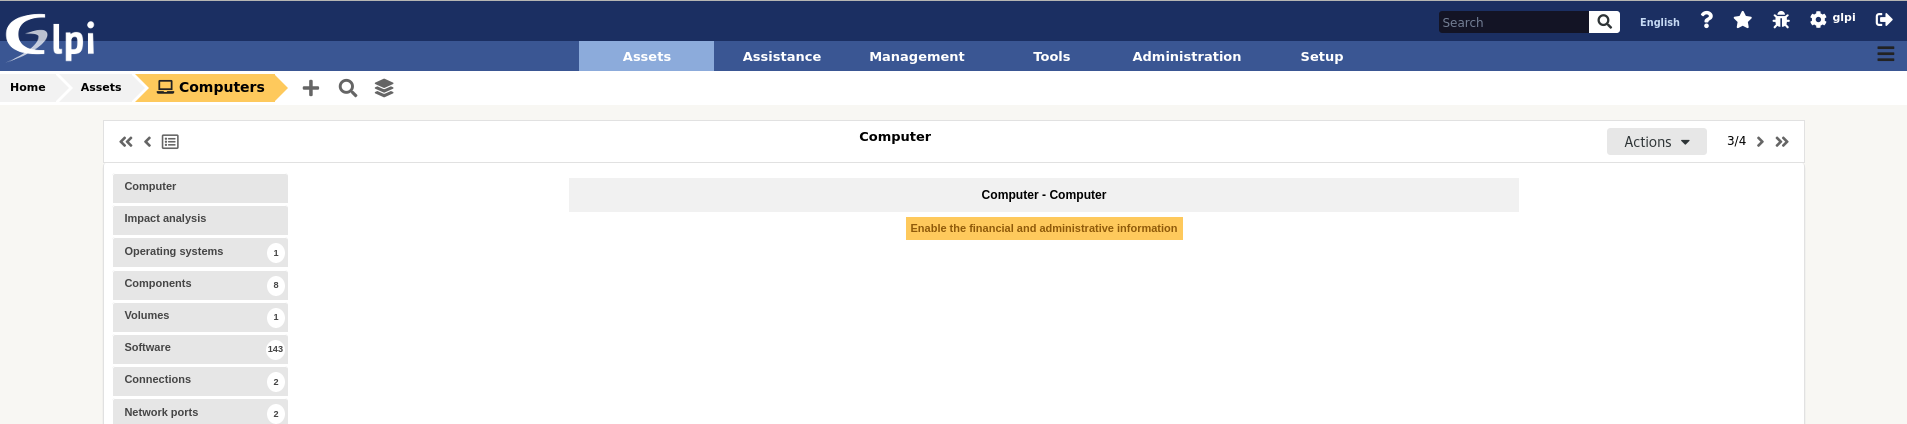 Glpi
Search
English
glpi
Assets Assistance Management Tools Administration Setup
Home Assets Computers
Computer
Actions
3/4
Computer
Impact analysis
Operating systems 1
Components 8
Volumes 1
Software 143
Connections 2
Network ports 2
Computer - Computer
Enable the financial and administrative information